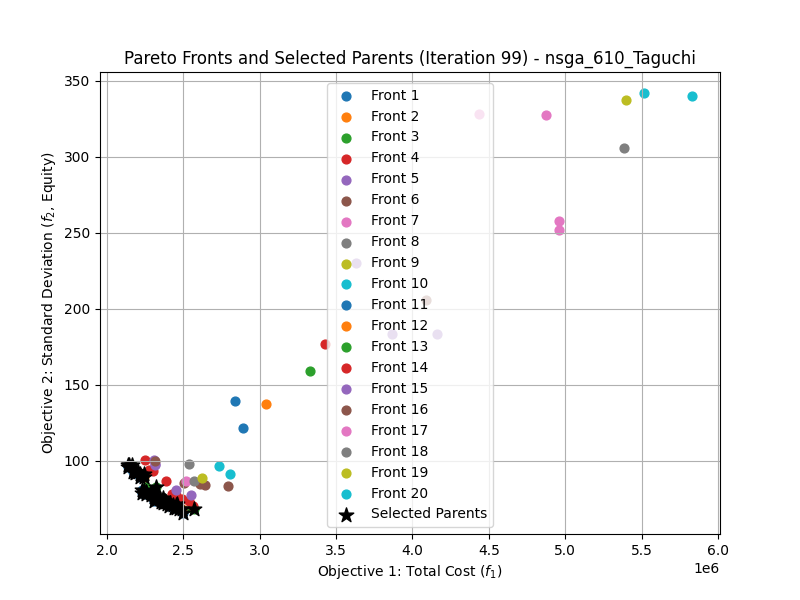 Pareto Fronts and Selected Parents (Iteration 99) - nsga_610_Taguchi
350
300
250
200
150
100
Objective 2: Standard Deviation (f₂, Equity)
Front 1
Front 2
Front 3
Front 4
Front 5
Front 6
Front 7
Front 8
Front 9
Front 10
Front 11
Front 12
Front 13
Front 14
Front 15
Front 16
Front 17
Front 18
Front 19
Front 20
Selected Parents
2.0 2.5 3.0 3.5 4.0 4.5 5.0 5.5 6.0
1e6
Objective 1: Total Cost (f₁)